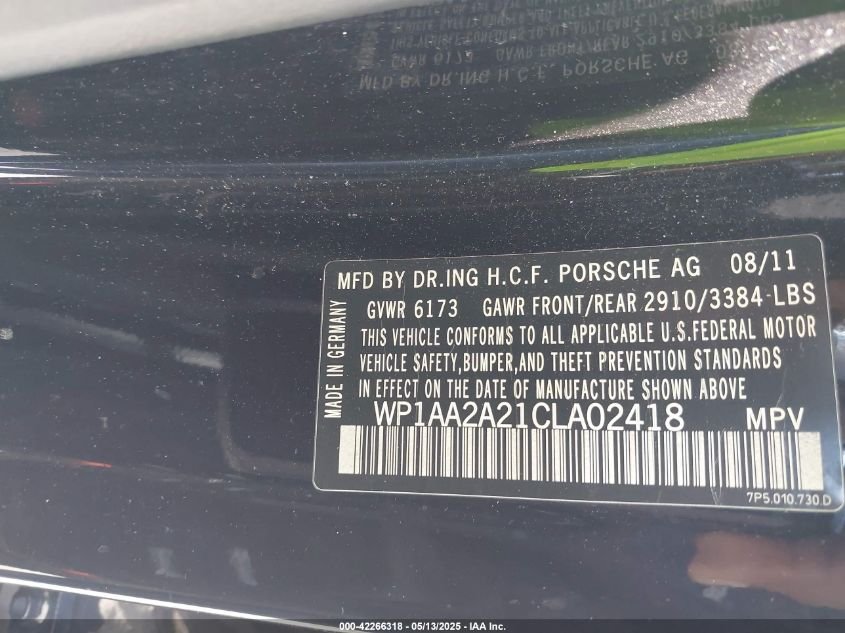 MFD BY DR.ING H.C.F. PORSCHE AG 08/11
GVWR 6173 GAWR FRONT/REAR 2910/3384 LBS
THIS VEHICLE CONFORMS TO ALL APPLICABLE U.S.FEDERAL MOTOR
VEHICLE SAFETY,BUMPER,AND THEFT PREVENTION STANDARDS
IN EFFECT ON THE DATE OF MANUFACTURE SHOWN ABOVE
MADE IN GERMANY
WP1AA2A21CLA02418 MPV
7P5.010.730 D
000-42266318 - 05/13/2025 - IAA Inc.